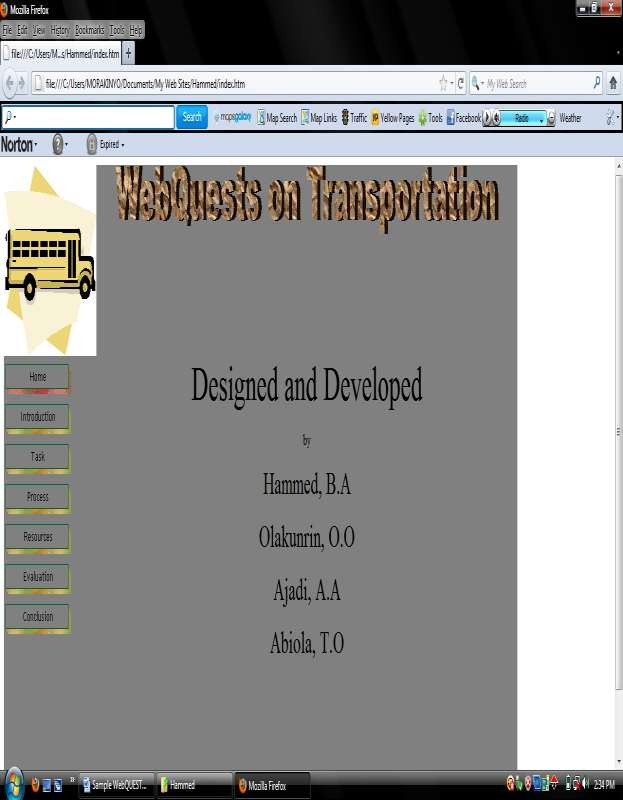 Mozilla Firefox
File Edit View History Bookmarks Tools Help
file:///C:/Users/M...s/Hammed/index.htm +
file:///C:/Users/MORAKINYO/Documents/My Web Sites/Hammed/index.htm My Web Search
Search mapsgalaxy Map Search Map Links Traffic Yellow Pages Tools Facebook Radio Weather
Norton Expired
WebQuests on Transportation
Designed and Developed
Home
Introduction
by
Task
Hammed, B.A
Process
Olakunrin, O.O
Resources
Evaluation
Ajadi, A.A
Conclusion
Abiola, T.O
Sample WebQUEST... Hammed Mozilla Firefox 2:34 PM